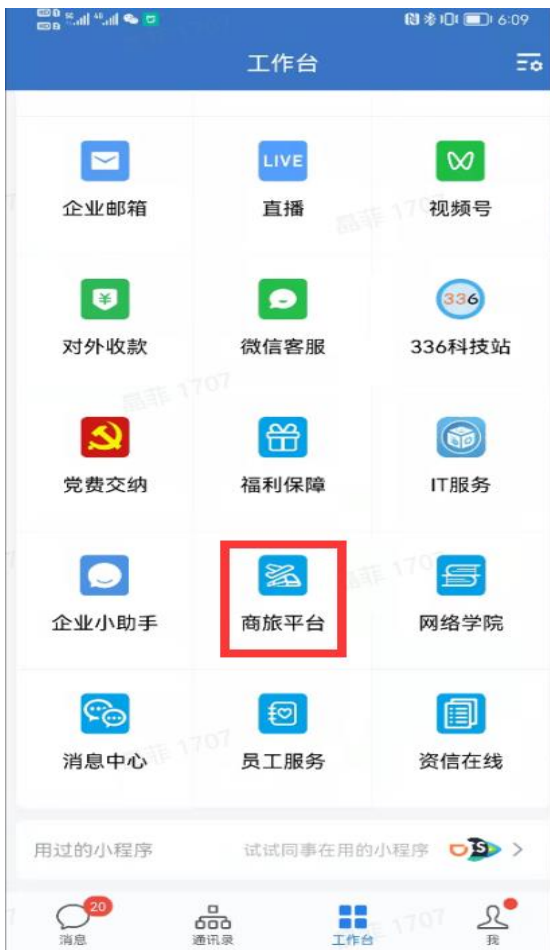 6:09
工作台
企业邮箱
LIVE
直播
视频号
对外收款
微信客服
336
336科技站
党费交纳
福利保障
IT服务
企业小助手
商旅平台
网络学院
消息中心
员工服务
资信在线
用过的小程序
试试同事在用的小程序
20
消息
通讯录
工作台
我